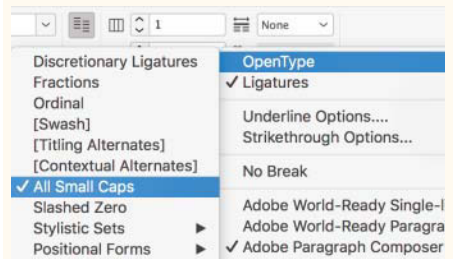 1 None
Discretionary Ligatures
Fractions
Ordinal
[Swash]
[Titling Alternates]
[Contextual Alternates]
✓ All Small Caps
Slashed Zero
Stylistic Sets ▶
Positional Forms ▶
OpenType
✓ Ligatures
Underline Options....
Strikethrough Options...
No Break
Adobe World-Ready Single-l
Adobe World-Ready Paragra
✓ Adobe Paragraph Composer